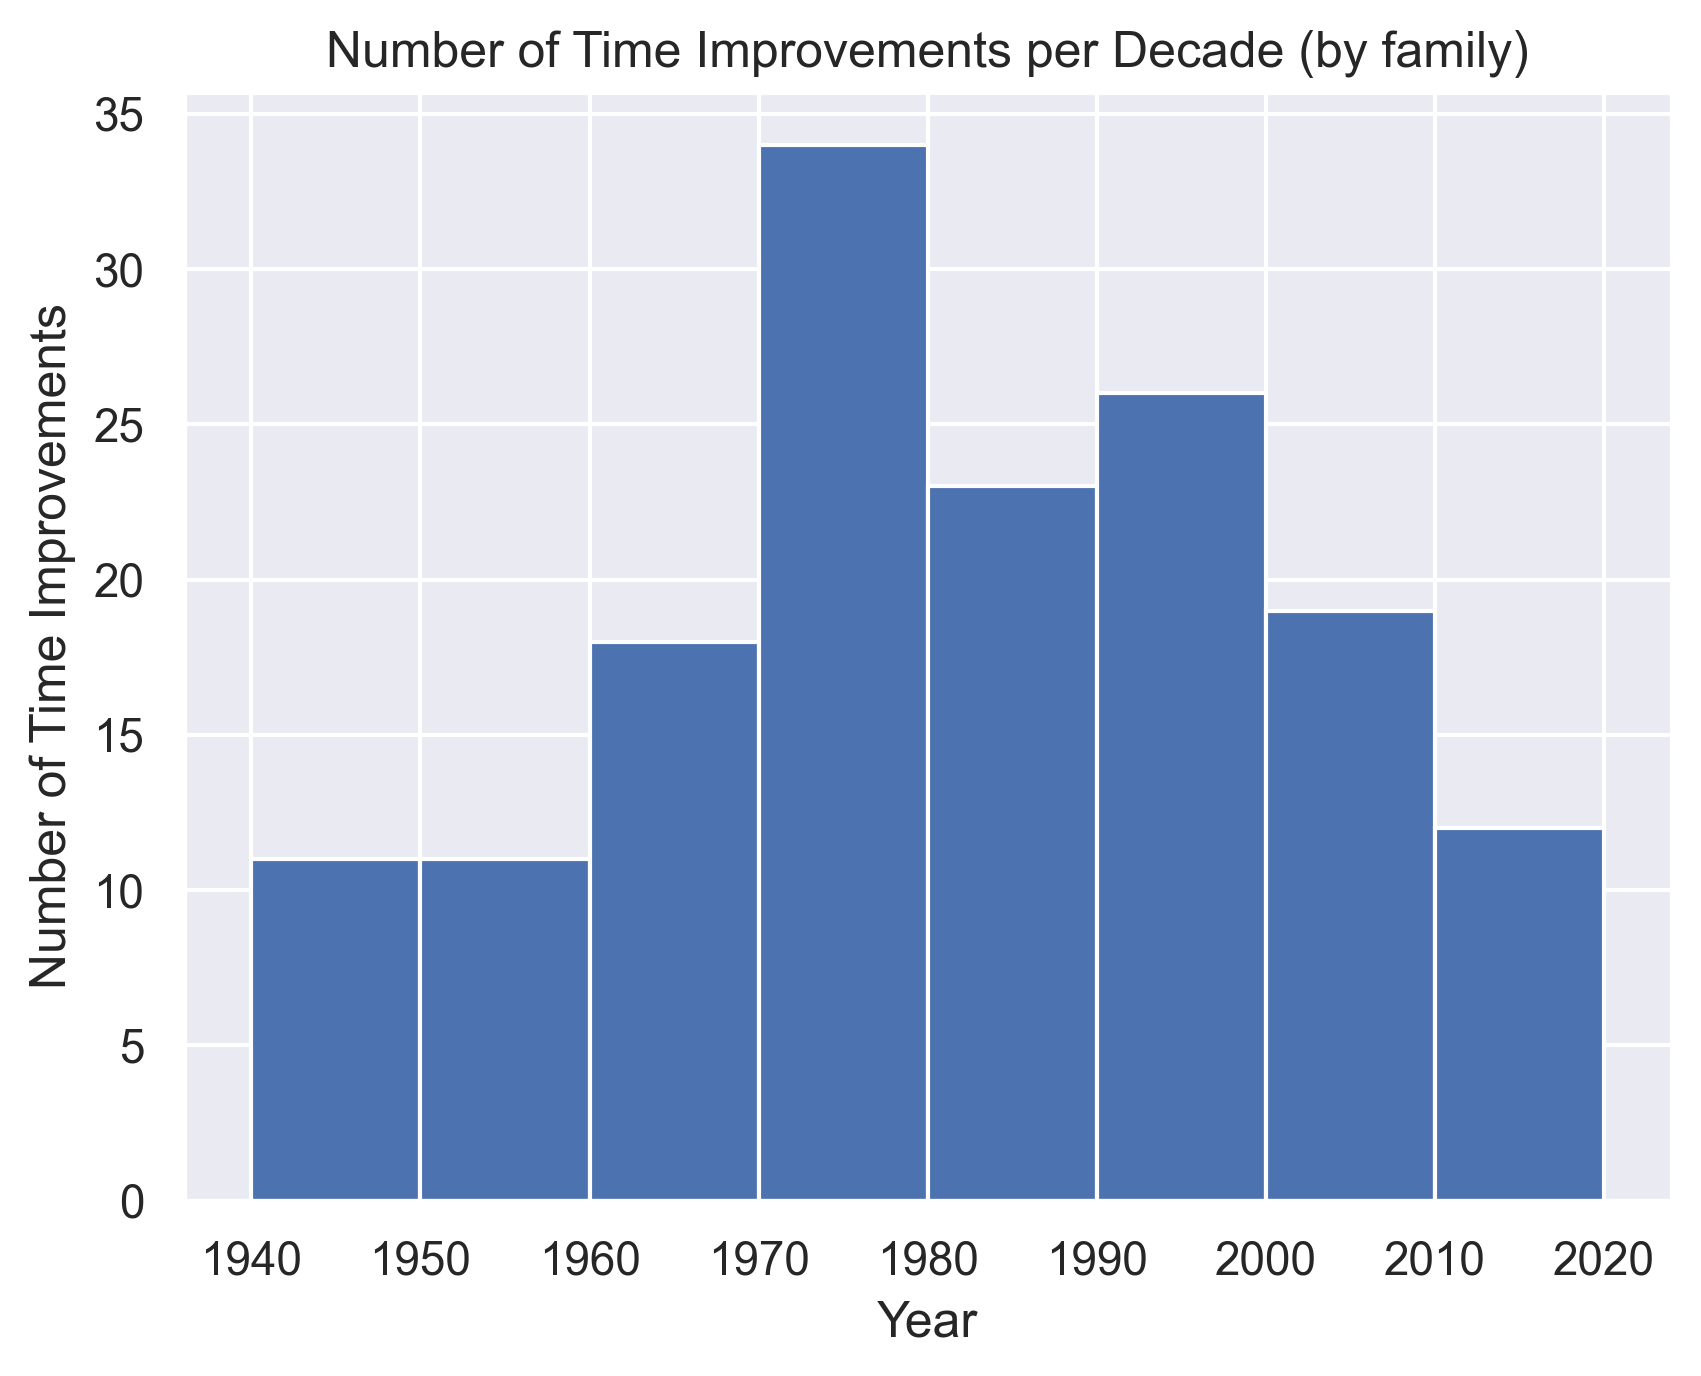 Number of Time Improvements per Decade (by family)
Number of Time Improvements
35
30
25
20
15
10
5
0
1940 1950 1960 1970 1980 1990 2000 2010 2020
Year